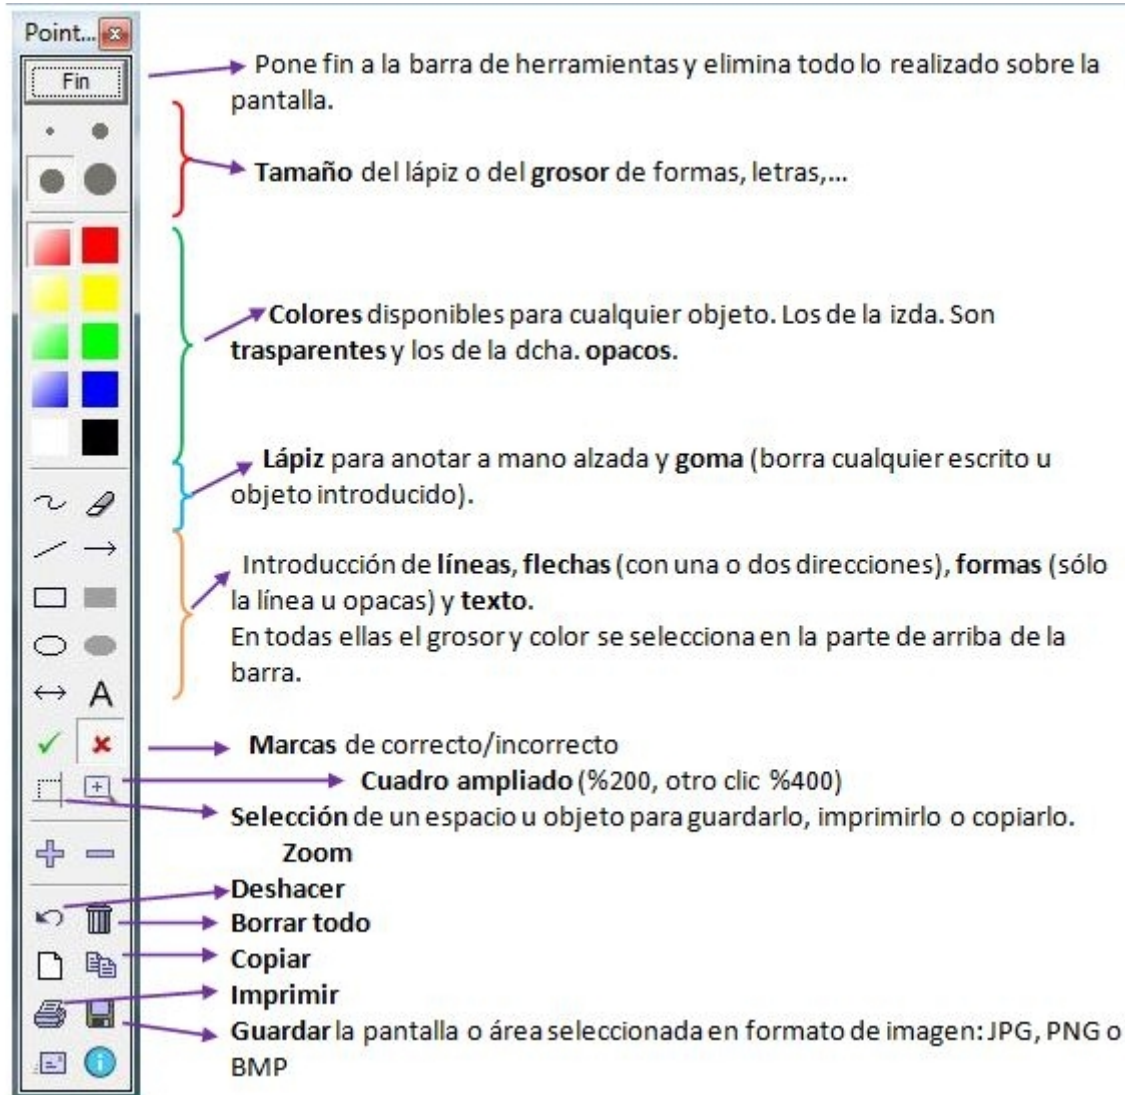 Point...
Fin
Pone fin a la barra de herramientas y elimina todo lo realizado sobre la
pantalla.
Tamaño del lápiz o del grosor de formas, letras,...
Colores disponibles para cualquier objeto. Los de la izda. Son
trasparentes y los de la dcha. opacos.
Lápiz para anotar a mano alzada y goma (borra cualquier escrito u
objeto introducido).
Introducción de líneas, flechas (con una o dos direcciones), formas (sólo
la línea u opacas) y texto.
En todas ellas el grosor y color se selecciona en la parte de arriba de la
barra.
A
Marcas de correcto/incorrecto
Cuadro ampliado (%200, otro clic %400)
Selección de un espacio u objeto para guardarlo, imprimirlo o copiarlo.
Zoom
Deshacer
Borrar todo
Copiar
Imprimir
Guardar la pantalla o área seleccionada en formato de imagen: JPG, PNG o
BMP